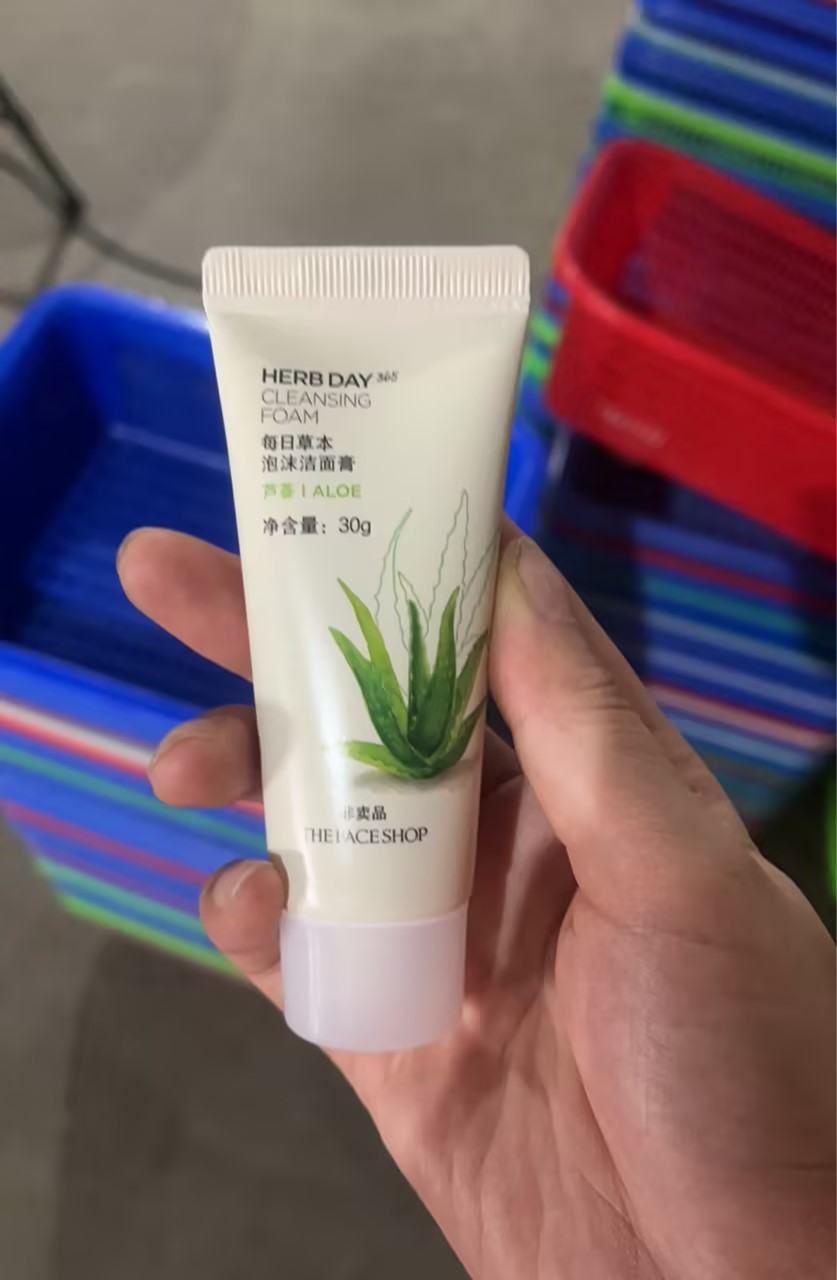 HERB DAY 365
CLEANSING
FOAM
每日草本
泡沫洁面膏
芦荟 | ALOE
净含量：30g
非卖品
THE FACE SHOP